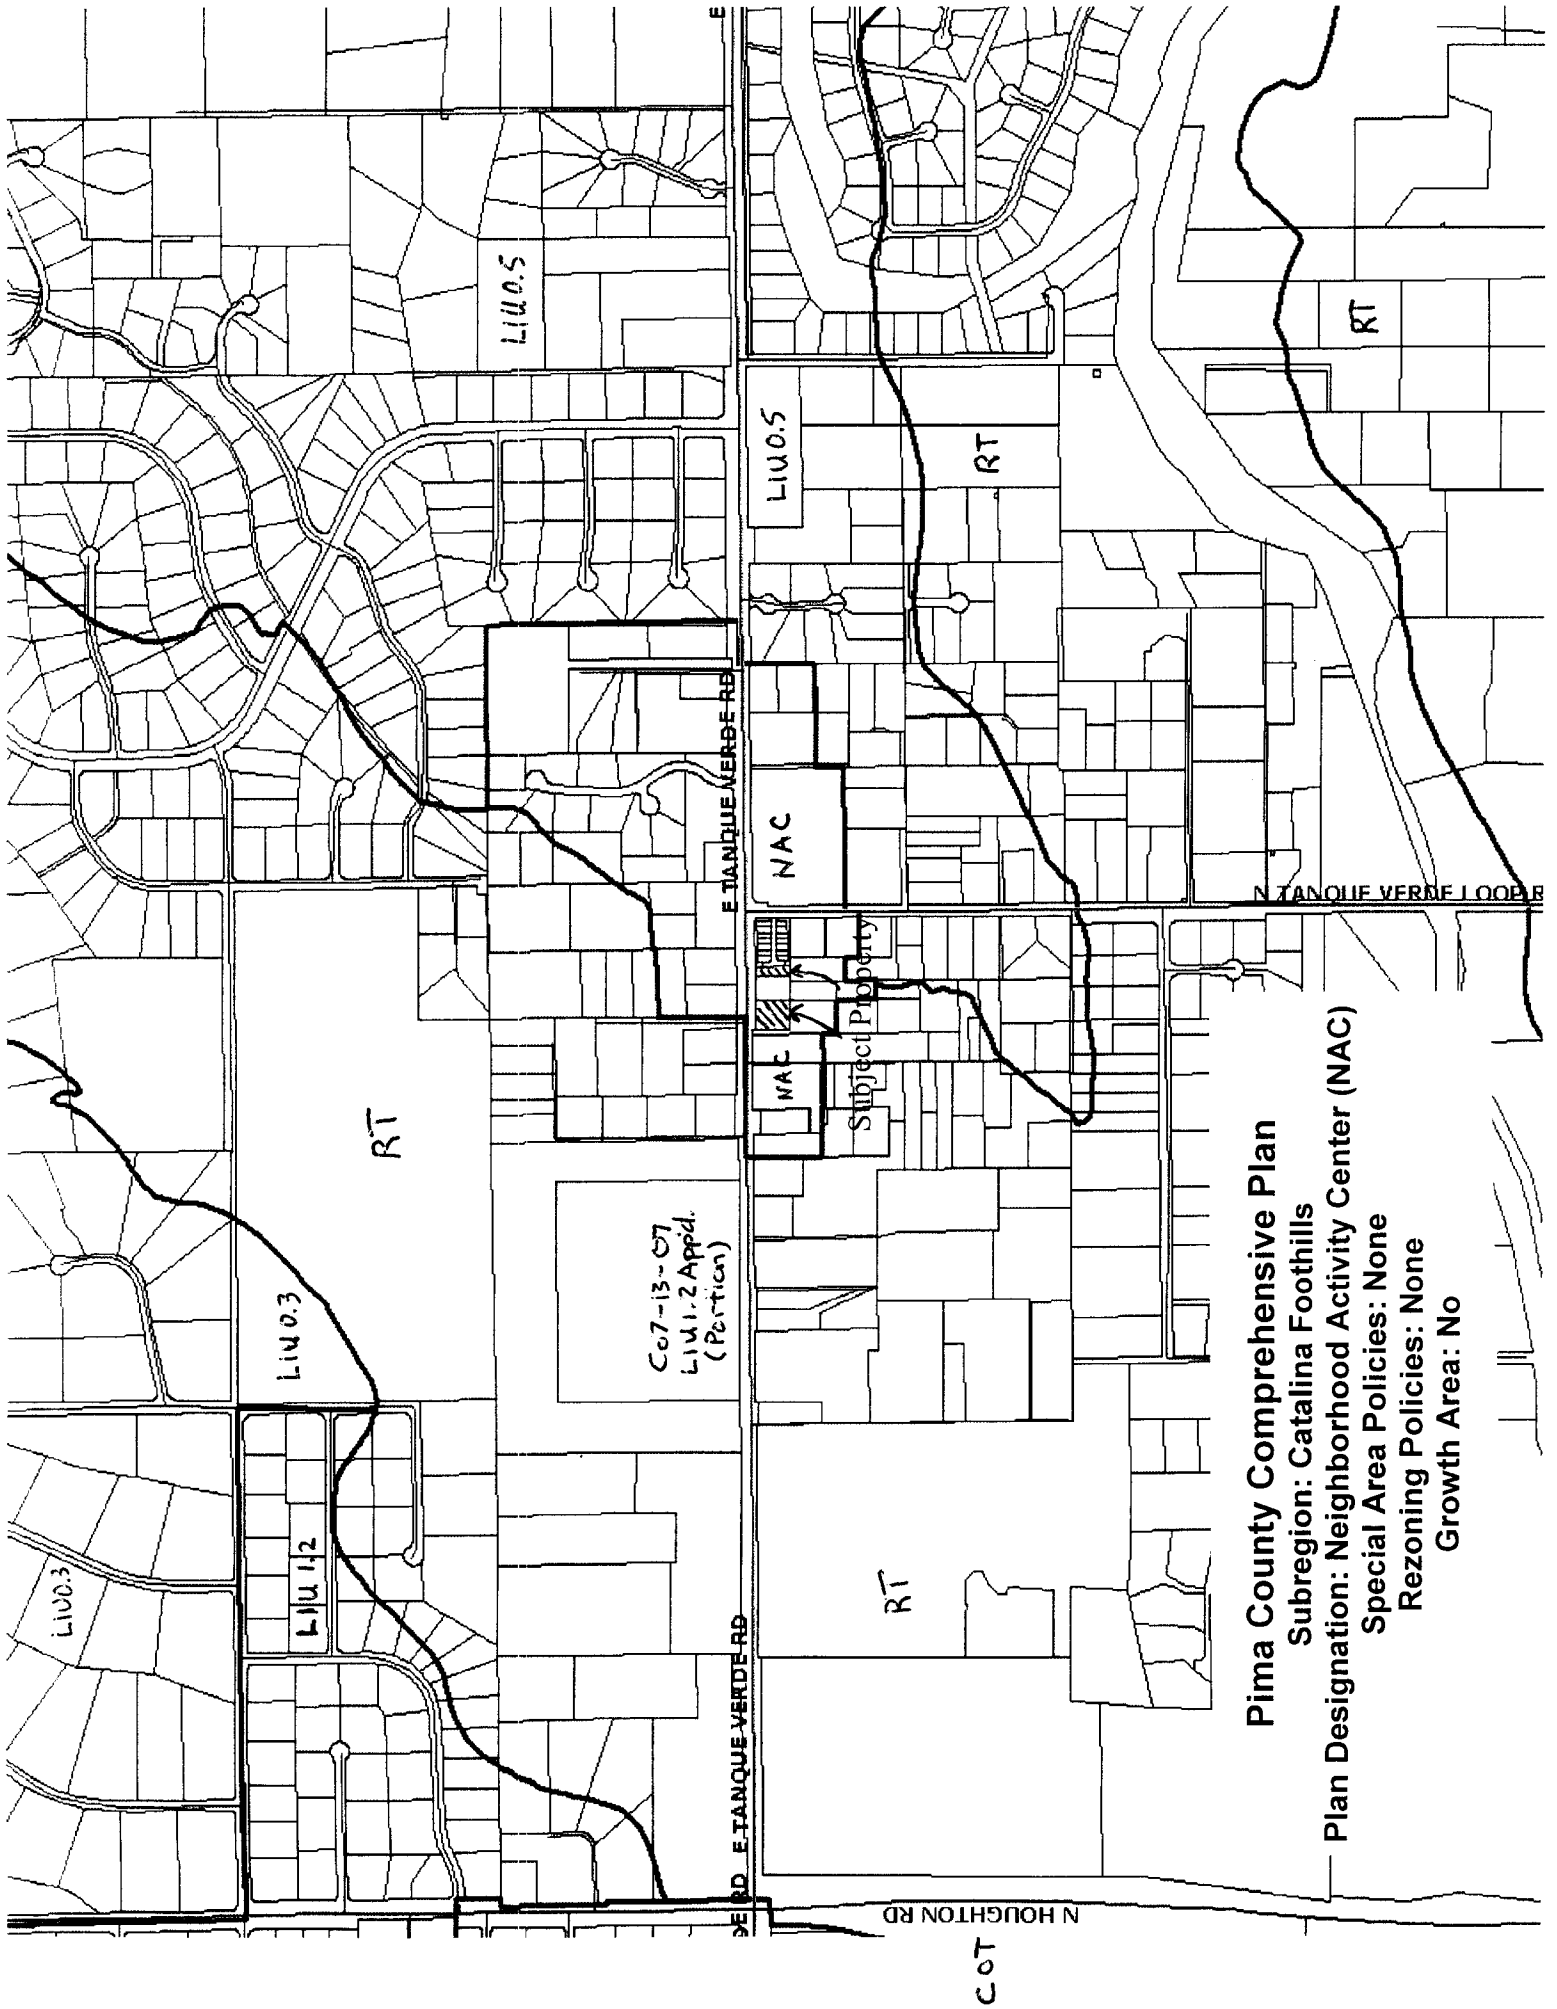 LIU 0.3
LIU 1.2
LIU 0.3
RT
LIU 0.5
Co7-13-07
LIU 1.2 App'd.
(Portion)
DE RD
E TANQUE VERDE RD
E TANQUE VERDE RD
E
NAC
NAC
LIU 0.5
Subject Property
RT
RT
RT
N HOUGHTON RD
COT
N TANQUE VERDE LOOP R
Pima County Comprehensive Plan
Subregion: Catalina Foothills
Plan Designation: Neighborhood Activity Center (NAC)
Special Area Policies: None
Rezoning Policies: None
Growth Area: No